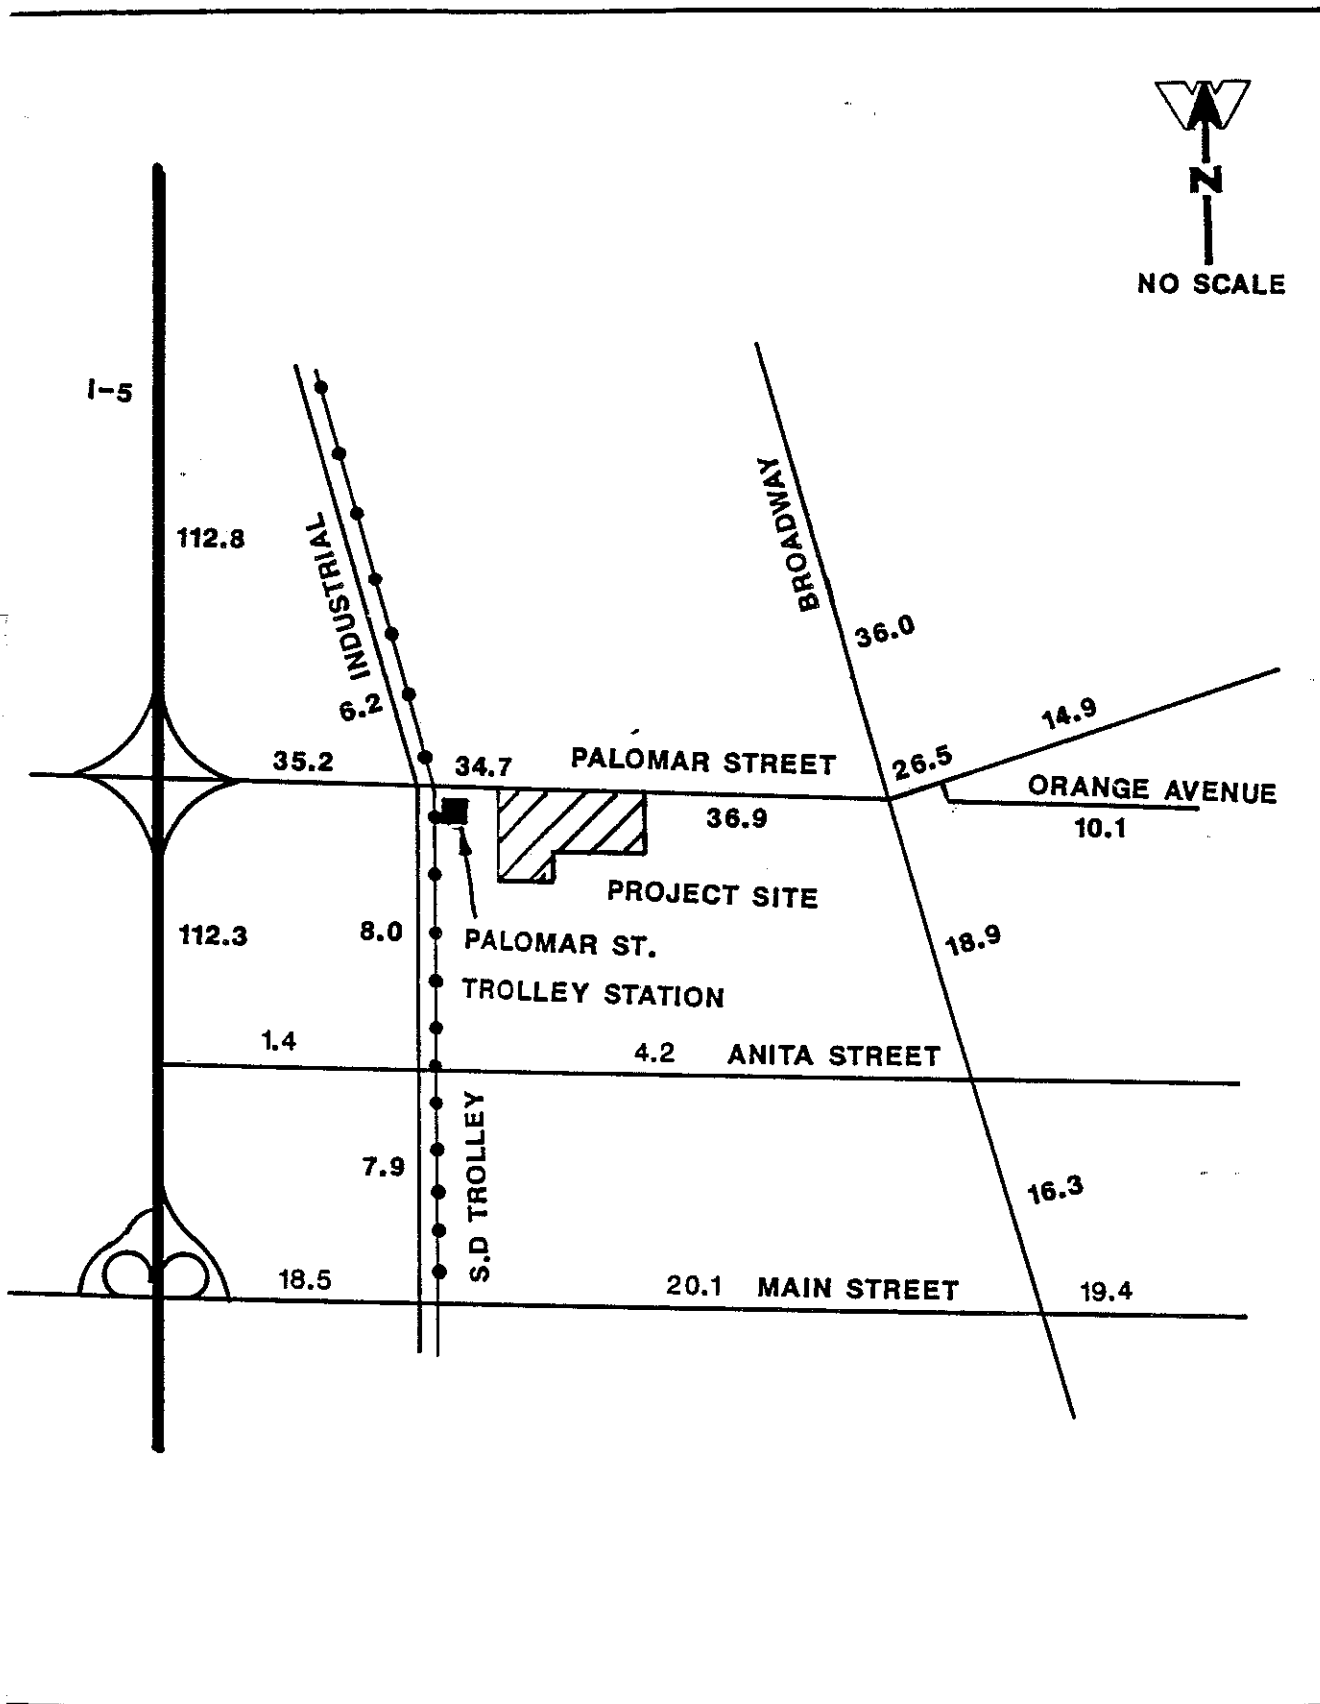 N
NO SCALE
I-5
112.8
INDUSTRIAL
BROADWAY
36.0
6.2
14.9
35.2
34.7
PALOMAR STREET
26.5
ORANGE AVENUE
36.9
10.1
PROJECT SITE
112.3
8.0
PALOMAR ST.
TROLLEY STATION
18.9
1.4
4.2
ANITA STREET
7.9
S.D TROLLEY
16.3
18.5
20.1
MAIN STREET
19.4